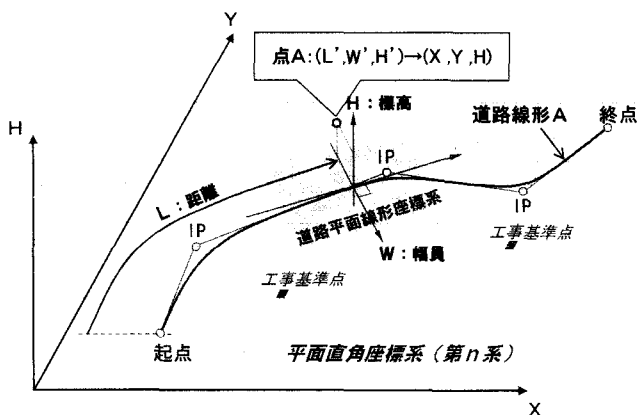 Y
点A:(L',W',H')→(X,Y,H)
H
H:標高
道路線形A
終点
IP
L:距離
IP
IP
道路平面線形座標系
工事基準点
W:幅員
工事基準点
起点
平面直角座標系(第n系)
X